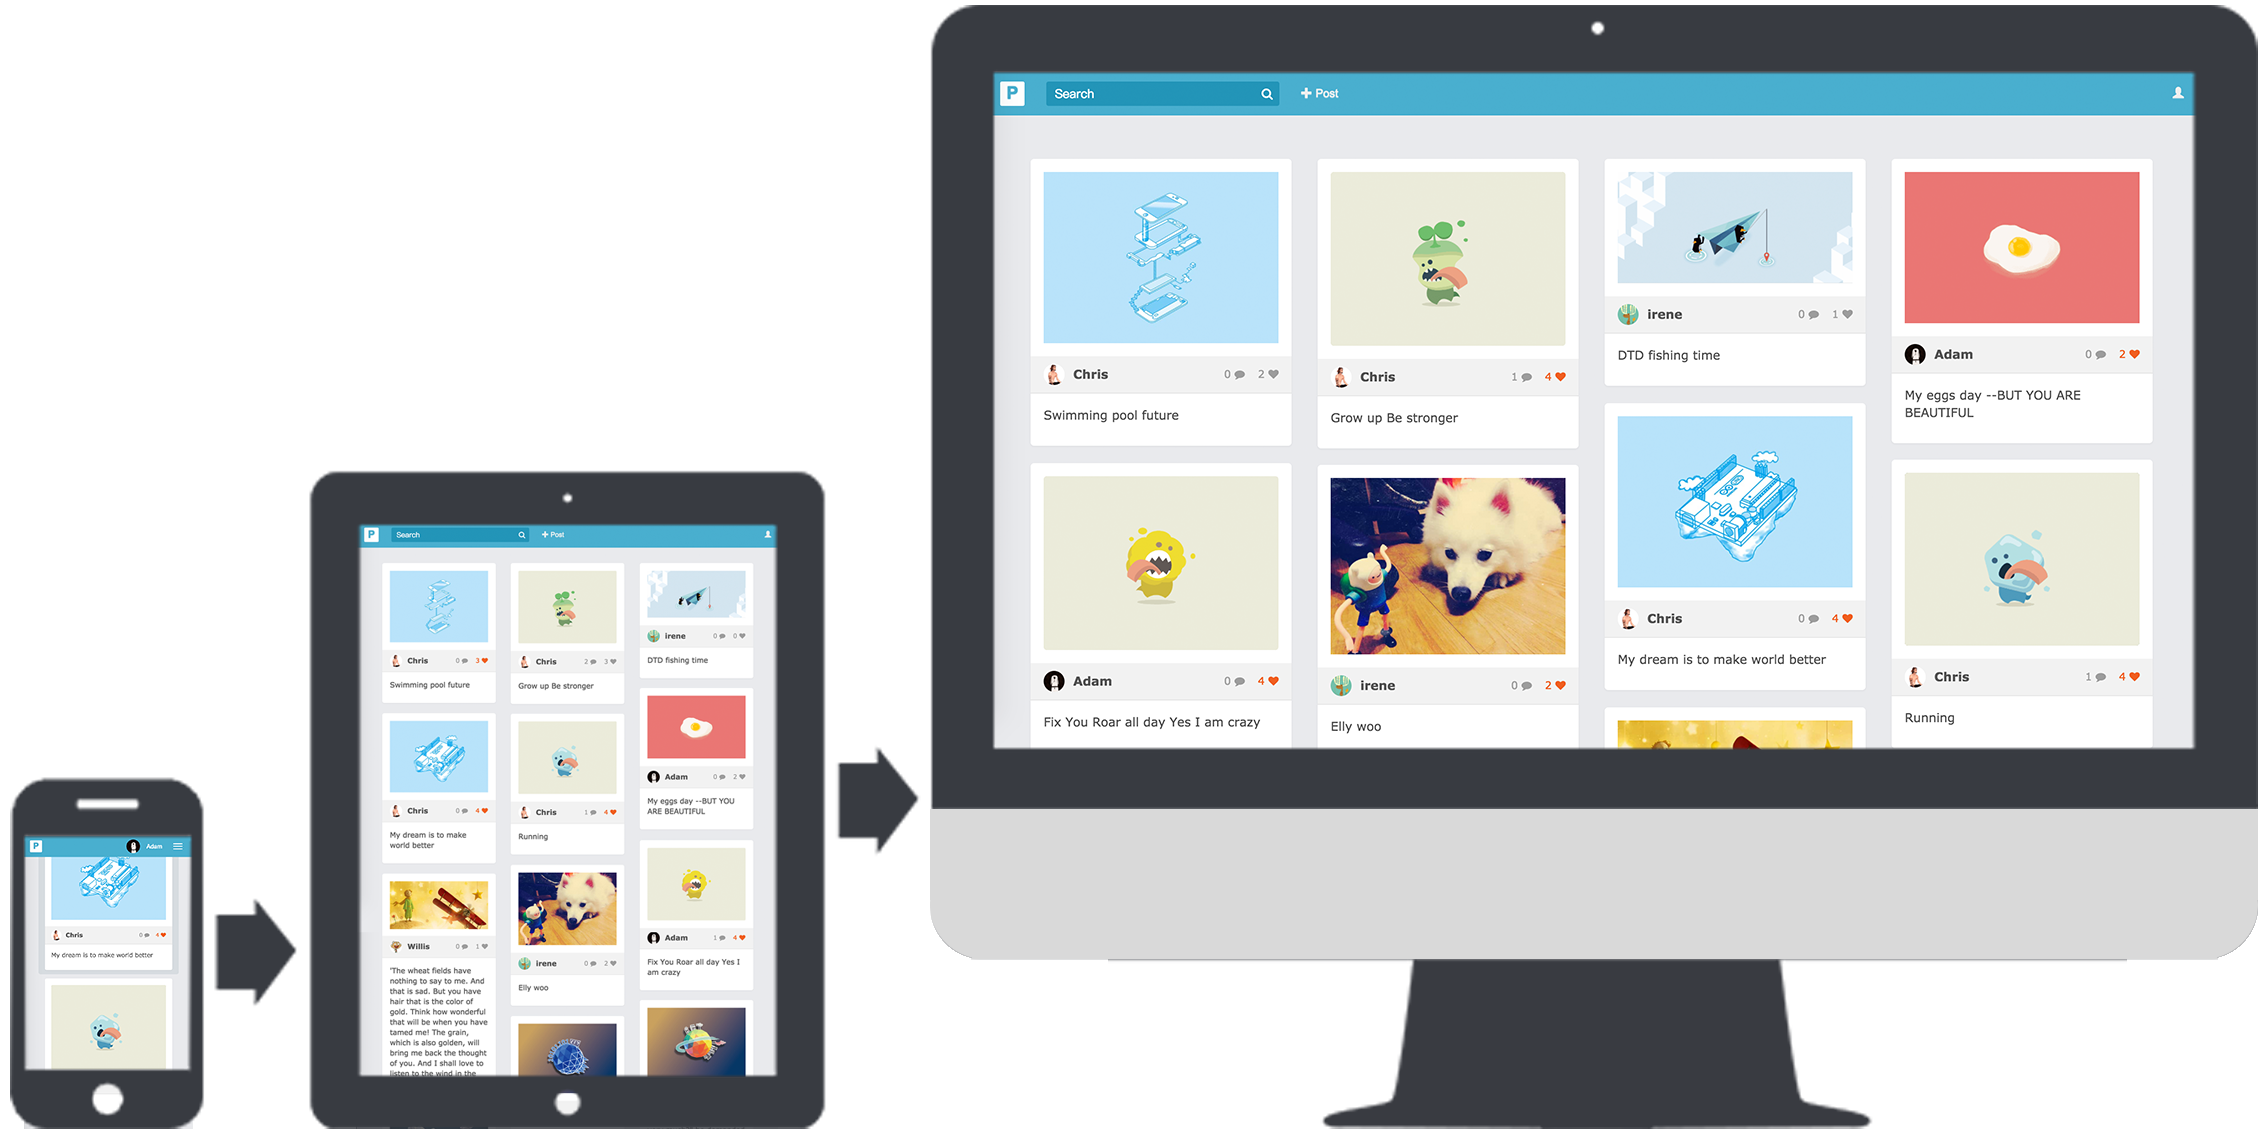 P
Adam
Chris
0
4
My dream is to make world better
P
Search
+ Post
Chris
0
3
Swimming pool future
Chris
0
4
My dream is to make
world better
Willis
0
1
'The wheat fields have
nothing to say to me. And
that is sad. But you have
hair that is the color of
gold. Think how wonderful
that will be when you have
tamed me! The grain,
which is also golden, will
bring me back the thought
of you. And I shall love to
listen to the wind in the
Chris
2
3
Grow up Be stronger
Chris
1
4
Running
irene
0
2
Elly woo
irene
0
0
DTD fishing time
Adam
0
2
My eggs day --BUT YOU
ARE BEAUTIFUL
Adam
1
4
Fix You Roar all day Yes I
am crazy
P
Search
+ Post
Chris
0
2
Swimming pool future
Adam
0
4
Fix You Roar all day Yes I am crazy
Chris
1
4
Grow up Be stronger
irene
0
2
Elly woo
irene
0
1
DTD fishing time
Chris
0
4
My dream is to make world better
Adam
0
2
My eggs day --BUT YOU ARE
BEAUTIFUL
Chris
1
4
Running